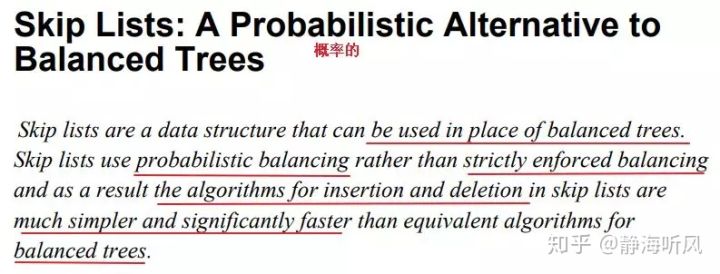 Skip Lists: A Probabilistic Alternative to
Balanced Trees
概率的
Skip lists are a data structure that can be used in place of balanced trees.
Skip lists use probabilistic balancing rather than strictly enforced balancing
and as a result the algorithms for insertion and deletion in skip lists are
much simpler and significantly faster than equivalent algorithms for
balanced trees.
知乎 @静海听风